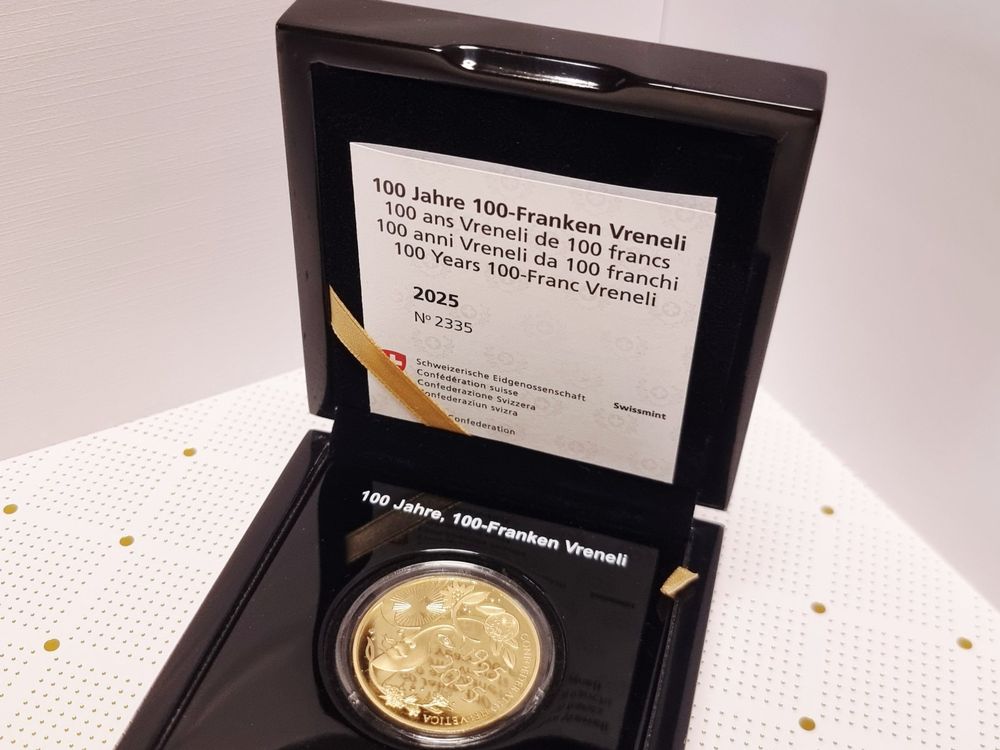 100 Jahre 100-Franken Vreneli
100 ans Vreneli de 100 francs
100 anni Vreneli da 100 franchi
100 Years 100-Franc Vreneli
2025
Nº 2335
Schweizerische Eidgenossenschaft
Confédération suisse
Confederazione Svizzera
Confederaziun svizra
Confederation
Swissmint
100 Jahre, 100-Franken Vreneli
CONFOEDERATIO HELVETICA
2025